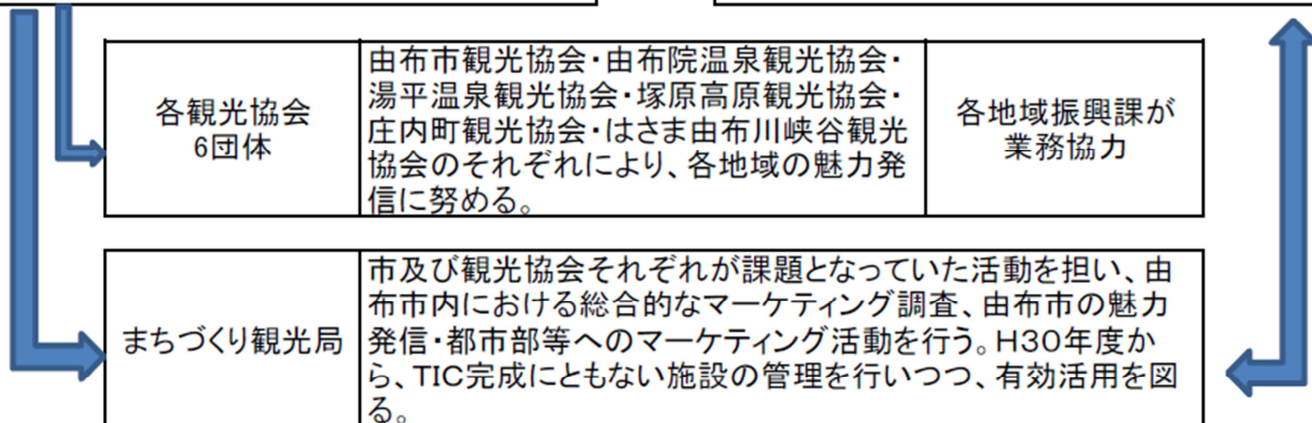 各観光協会
6団体
由布市観光協会・由布院温泉観光協会・
湯平温泉観光協会・塚原高原観光協会・
庄内町観光協会・はさま由布川峡谷観光
協会のそれぞれにより、各地域の魅力発
信に努める。
各地域振興課が
業務協力
まちづくり観光局
市及び観光協会それぞれが課題となっていた活動を担い、由
布市内における総合的なマーケティング調査、由布市の魅力
発信・都市部等へのマーケティング活動を行う。H30年度か
ら、TIC完成にともない施設の管理を行いつつ、有効活用を図
る。